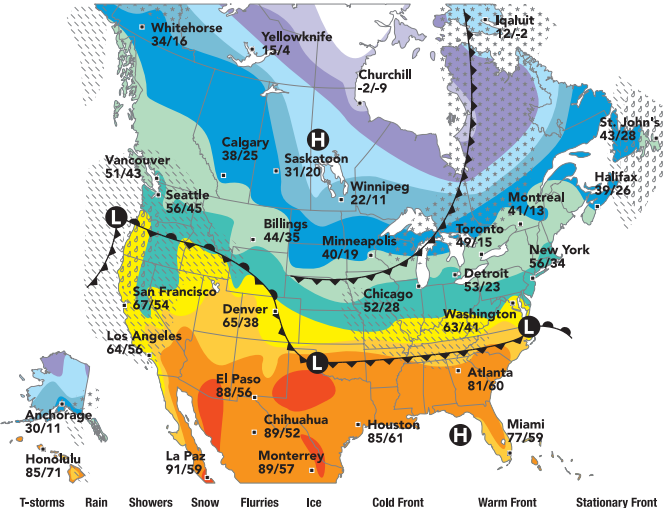 Whitehorse
34/16
Yellowknife
15/4
Iqaluit
12/-2
Churchill
-2/-9
St. John's
43/28
Calgary
38/25
H
Saskatoon
31/20
Vancouver
51/43
Winnipeg
22/11
Halifax
39/26
Seattle
56/45
Montreal
41/13
L
Billings
44/35
Minneapolis
40/19
Toronto
49/15
New York
56/34
Detroit
53/23
San Francisco
67/54
Chicago
52/28
Denver
65/38
Washington
63/41
L
Los Angeles
64/56
L
El Paso
88/56
Atlanta
81/60
Anchorage
30/11
Chihuahua
89/52
Houston
85/61
H
Miami
77/59
Honolulu
85/71
La Paz
91/59
Monterrey
89/57
T-storms Rain Showers Snow Flurries Ice Cold Front Warm Front Stationary Front